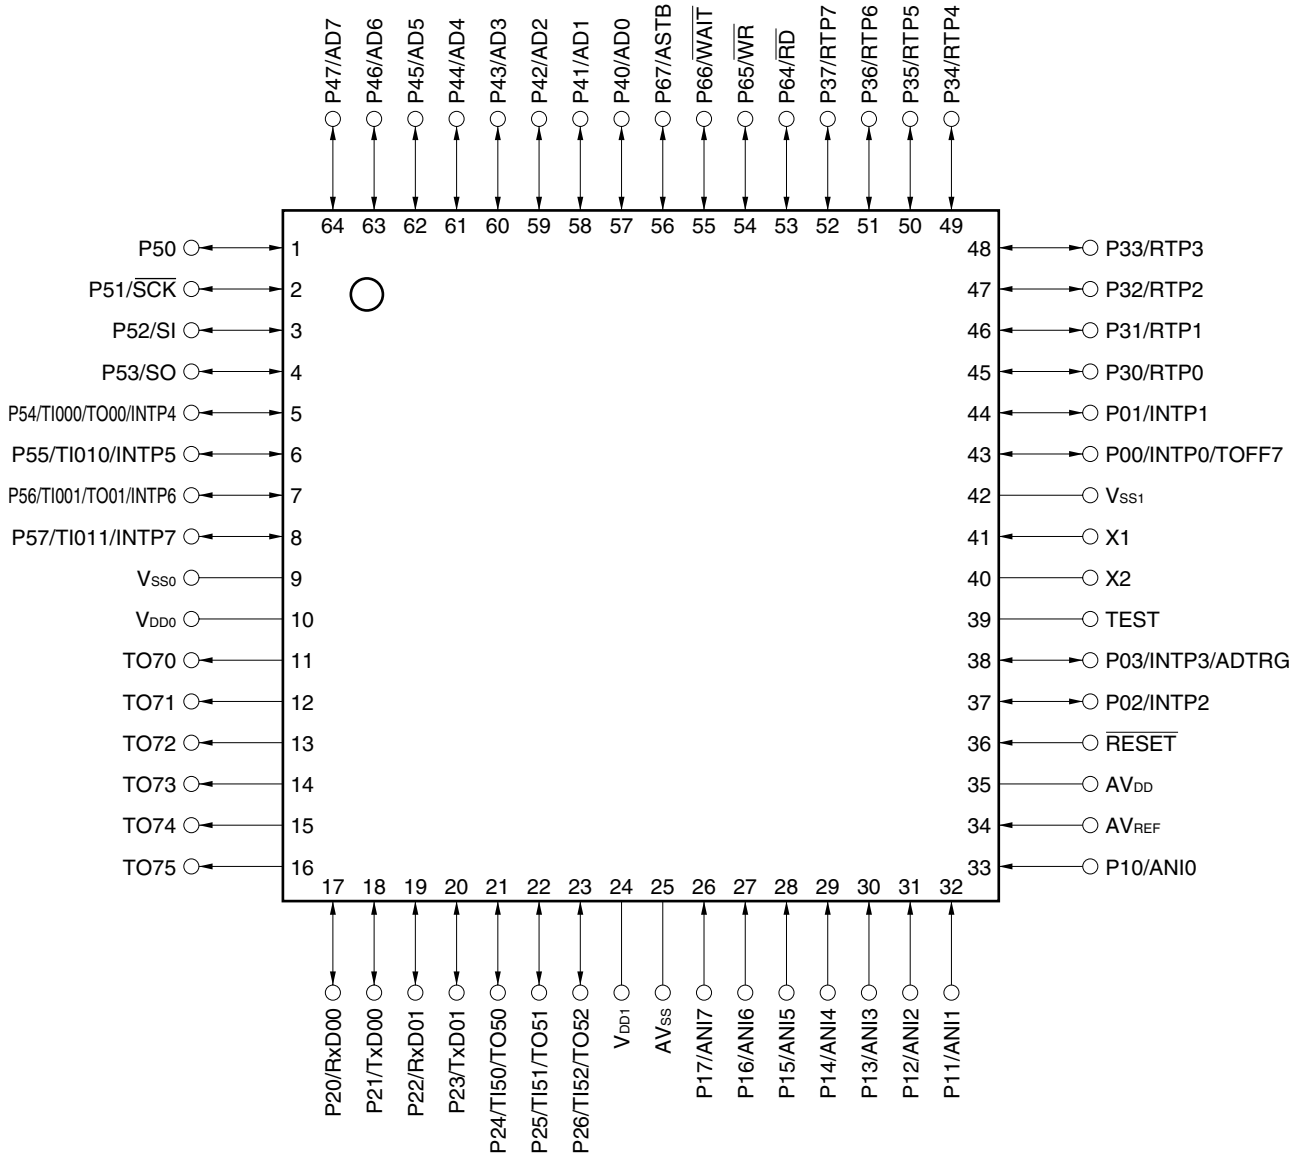 P47/AD7
P46/AD6
P45/AD5
P44/AD4
P43/AD3
P42/AD2
P41/AD1
P40/AD0
P67/ASTB
P66/WAIT
P65/WR
P64/RD
P37/RTP7
P36/RTP6
P35/RTP5
P34/RTP4
64 63 62 61 60 59 58 57 56 55 54 53 52 51 50 49
P50 1 48 P33/RTP3
P51/SCK 2 47 P32/RTP2
P52/SI 3 46 P31/RTP1
P53/SO 4 45 P30/RTP0
P54/TI000/TO00/INTP4 5 44 P01/INTP1
P55/TI010/INTP5 6 43 P00/INTP0/TOFF7
P56/TI001/TO01/INTP6 7 42 VSS1
P57/TI011/INTP7 8 41 X1
VSS0 9 40 X2
VDD0 10 39 TEST
TO70 11 38 P03/INTP3/ADTRG
TO71 12 37 P02/INTP2
TO72 13 36 RESET
TO73 14 35 AVDD
TO74 15 34 AVREF
TO75 16 33 P10/ANI0
17 18 19 20 21 22 23 24 25 26 27 28 29 30 31 32
P20/RxD00
P21/TxD00
P22/RxD01
P23/TxD01
P24/TI50/TO50
P25/TI51/TO51
P26/TI52/TO52
VDD1
AVSS
P17/ANI7
P16/ANI6
P15/ANI5
P14/ANI4
P13/ANI3
P12/ANI2
P11/ANI1